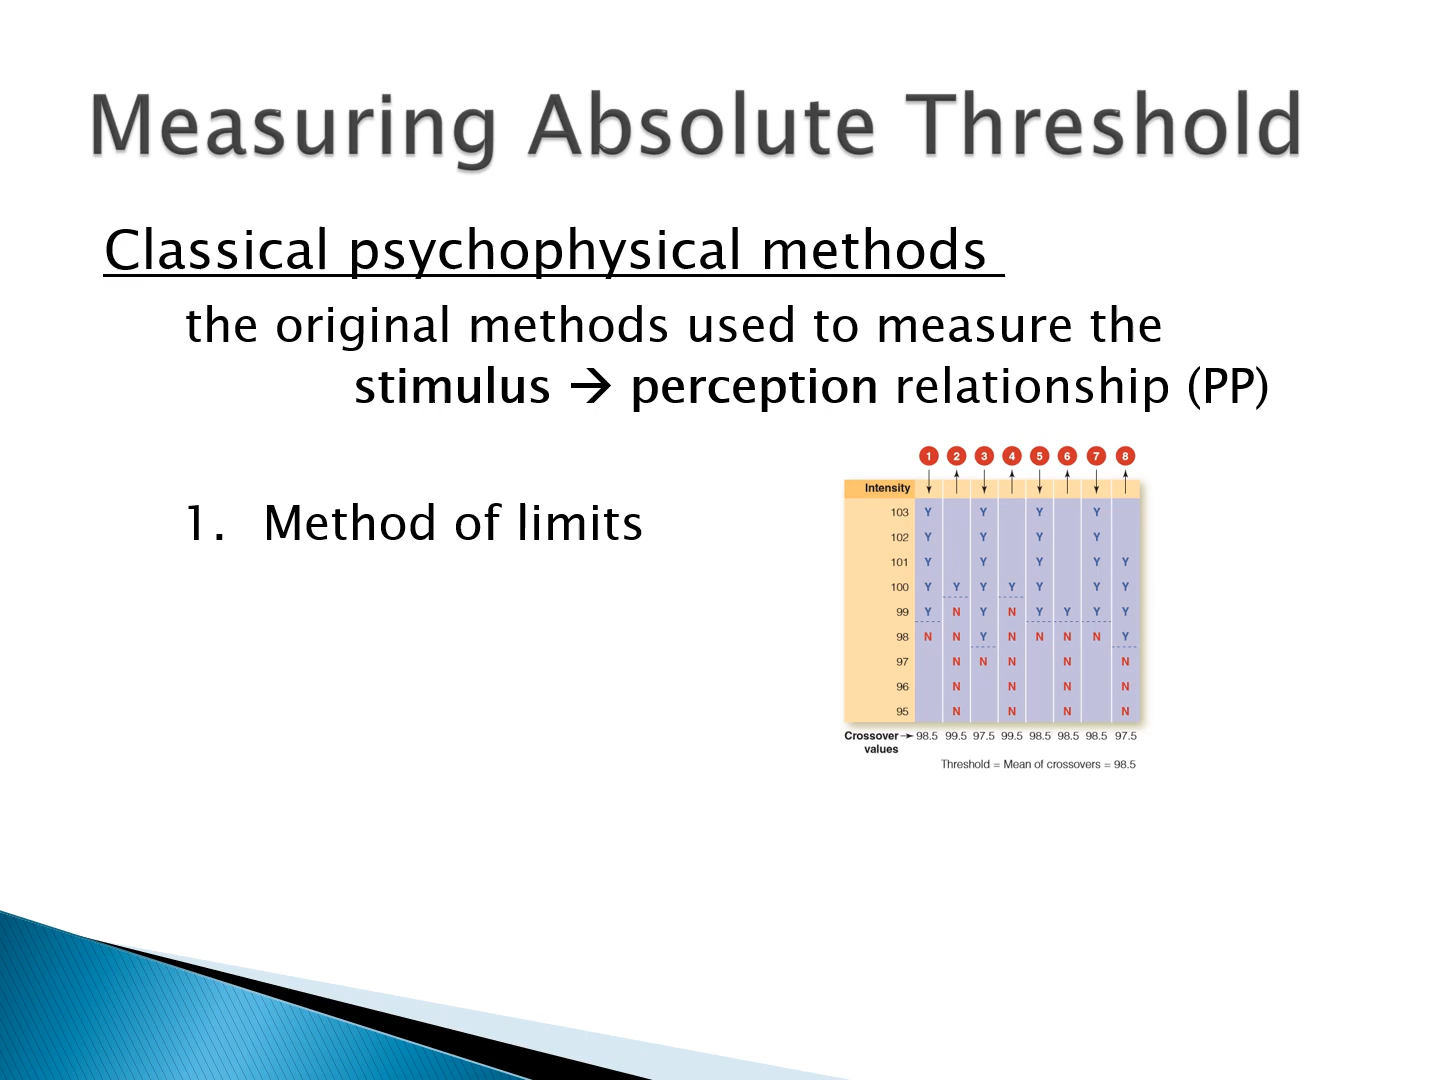 Measuring Absolute Threshold
Classical psychophysical methods
the original methods used to measure the
stimulus → perception relationship (PP)
1. Method of limits
1 2 3 4 5 6 7 8
Intensity
103 Y Y Y Y
102 Y Y Y Y
101 Y Y Y Y Y
100 Y Y Y Y Y Y Y
99 Y N Y N Y Y Y Y
98 N N Y N N N N Y
97 N N N N N
96 N N N N
95 N N N N
Crossover → 98.5 99.5 97.5 99.5 98.5 98.5 98.5 97.5
values
Threshold = Mean of crossovers = 98.5